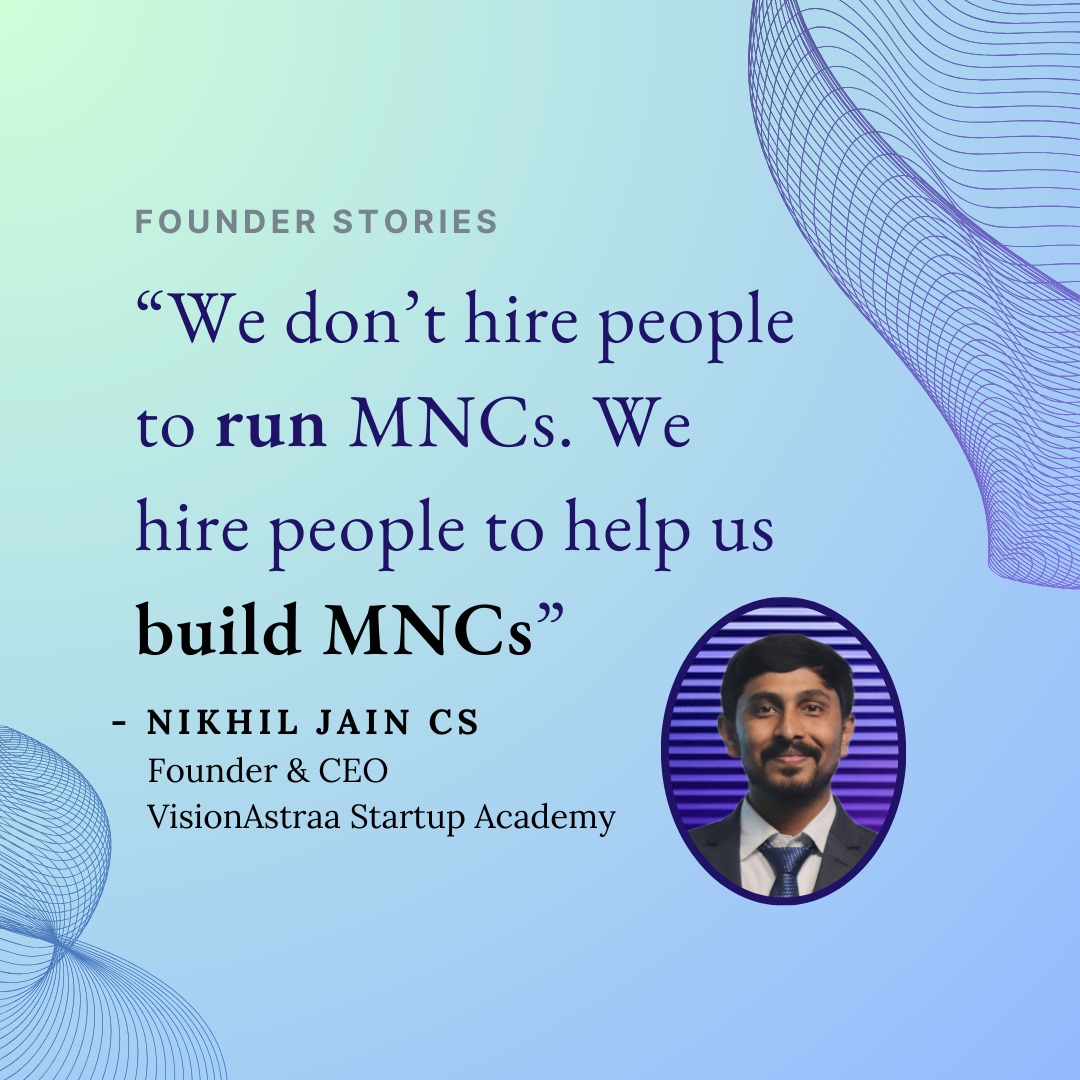 FOUNDER STORIES
“We don’t hire people
to run MNCs. We
hire people to help us
build MNCs”
- NIKHIL JAIN CS
Founder & CEO
VisionAstraa Startup Academy